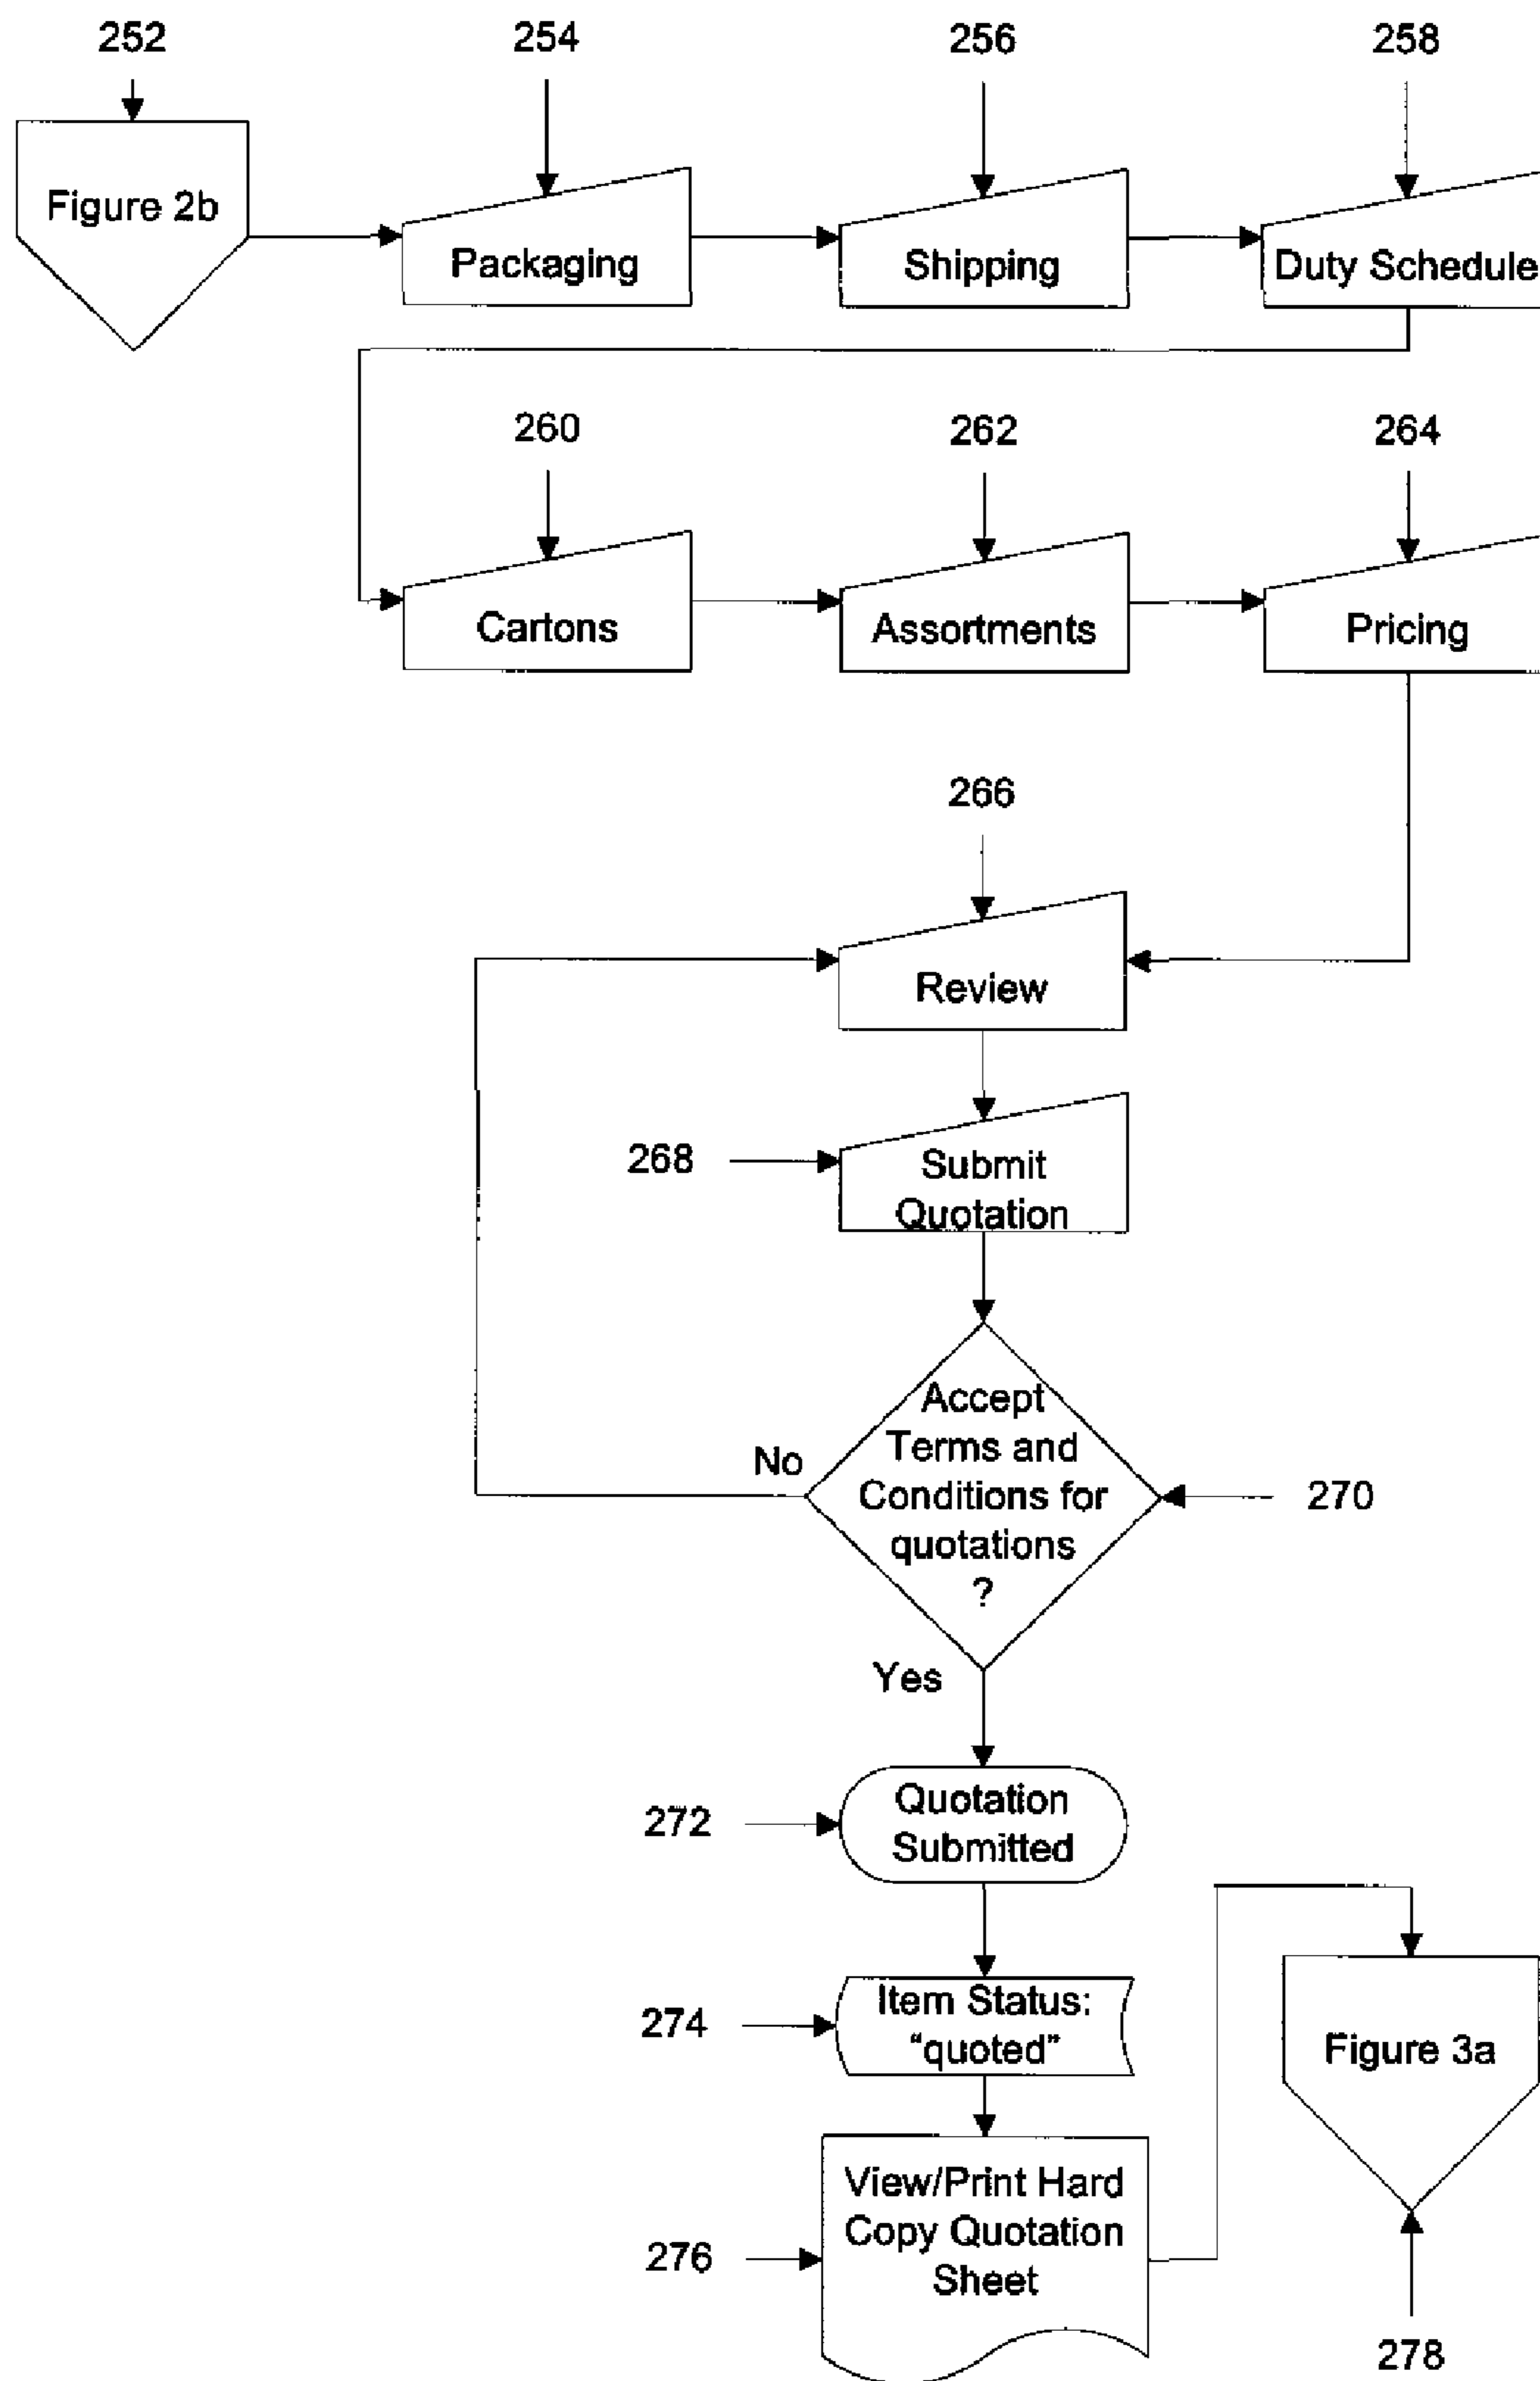 252
254
256
258
Figure 2b
Packaging
Shipping
Duty Schedule
260
262
264
Cartons
Assortments
Pricing
266
Review
268
Submit
Quotation
Accept
Terms and
Conditions for
quotations
?
No
270
Yes
272
Quotation
Submitted
274
Item Status:
“quoted”
Figure 3a
276
View/Print Hard
Copy Quotation
Sheet
278